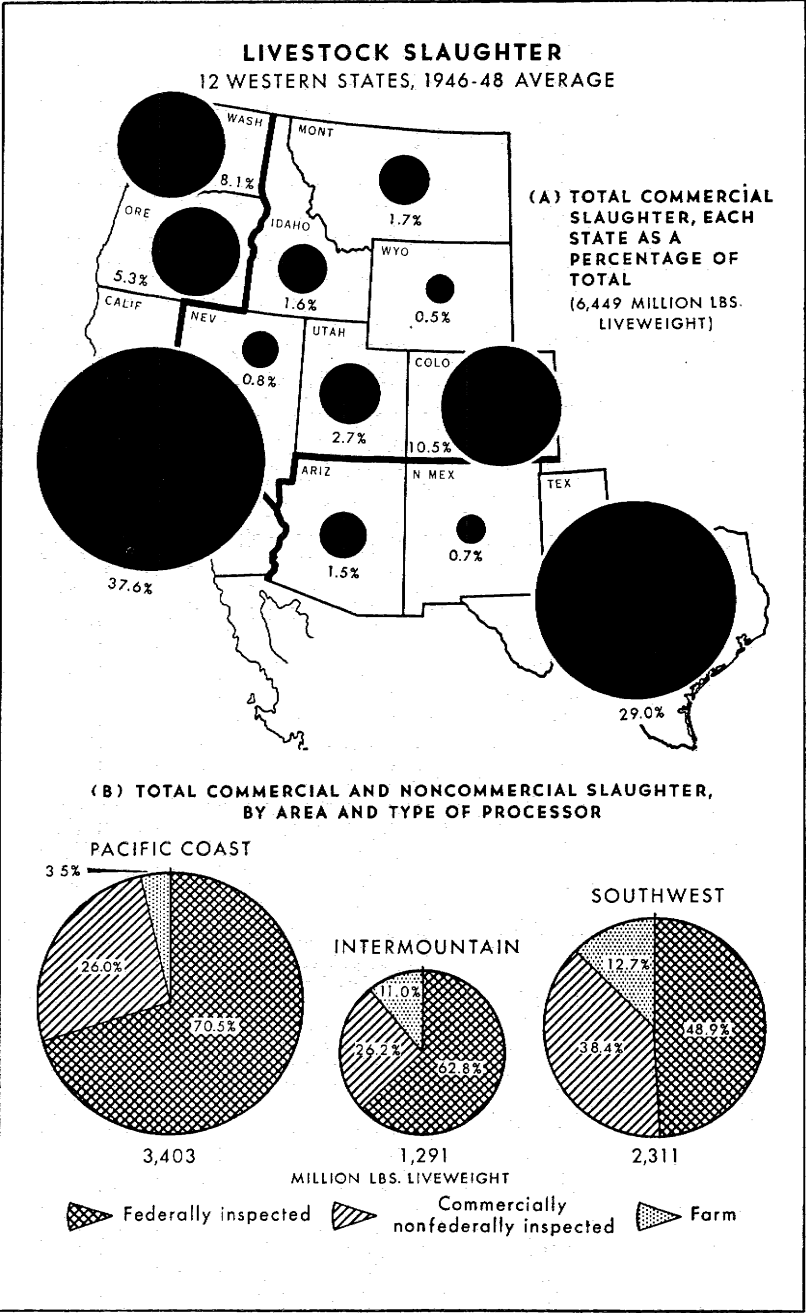 LIVESTOCK SLAUGHTER
12 WESTERN STATES, 1946-48 AVERAGE
WASH
8.1%
MONT
1.7%
(A) TOTAL COMMERCIAL
SLAUGHTER, EACH
STATE AS A
PERCENTAGE OF
TOTAL
(6,449 MILLION LBS.
LIVEWEIGHT)
ORE
5.3%
IDAHO
1.6%
WYO
0.5%
CALIF
37.6%
NEV
0.8%
UTAH
2.7%
COLO
10.5%
ARIZ
1.5%
N MEX
0.7%
TEX
29.0%
(B) TOTAL COMMERCIAL AND NONCOMMERCIAL SLAUGHTER,
BY AREA AND TYPE OF PROCESSOR
PACIFIC COAST
3 5%
26.0%
70.5%
3,403
INTERMOUNTAIN
11.0%
26.2%
62.8%
1,291
SOUTHWEST
12.7%
38.4%
48.9%
2,311
MILLION LBS. LIVEWEIGHT
Federally inspected
Commercially
nonfederally inspected
Farm